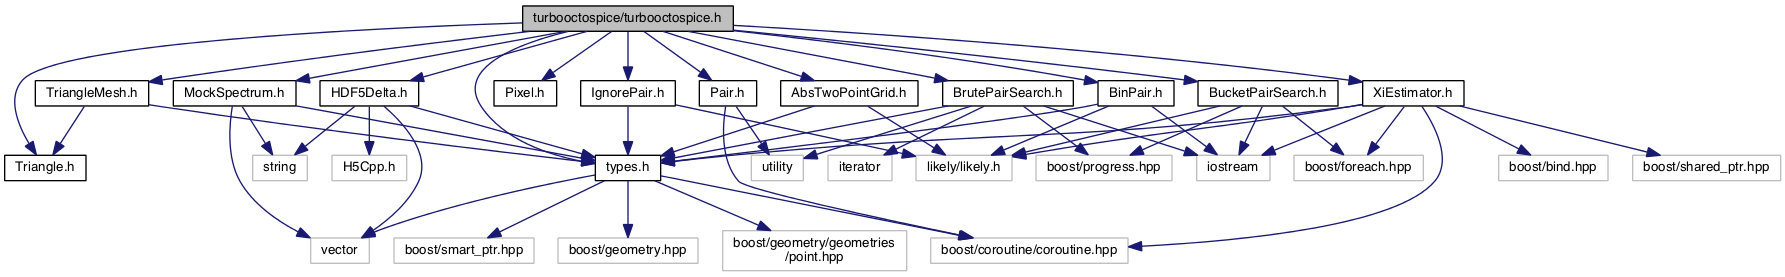 turbooctospice/turbooctospice.h
TriangleMesh.h
MockSpectrum.h
HDF5Delta.h
Pixel.h
IgnorePair.h
Pair.h
AbsTwoPointGrid.h
BrutePairSearch.h
BinPair.h
BucketPairSearch.h
XiEstimator.h
Triangle.h
string
H5Cpp.h
types.h
utility
iterator
likely/likely.h
boost/progress.hpp
iostream
boost/foreach.hpp
boost/bind.hpp
boost/shared_ptr.hpp
vector
boost/smart_ptr.hpp
boost/geometry.hpp
boost/geometry/geometries
/point.hpp
boost/coroutine/coroutine.hpp